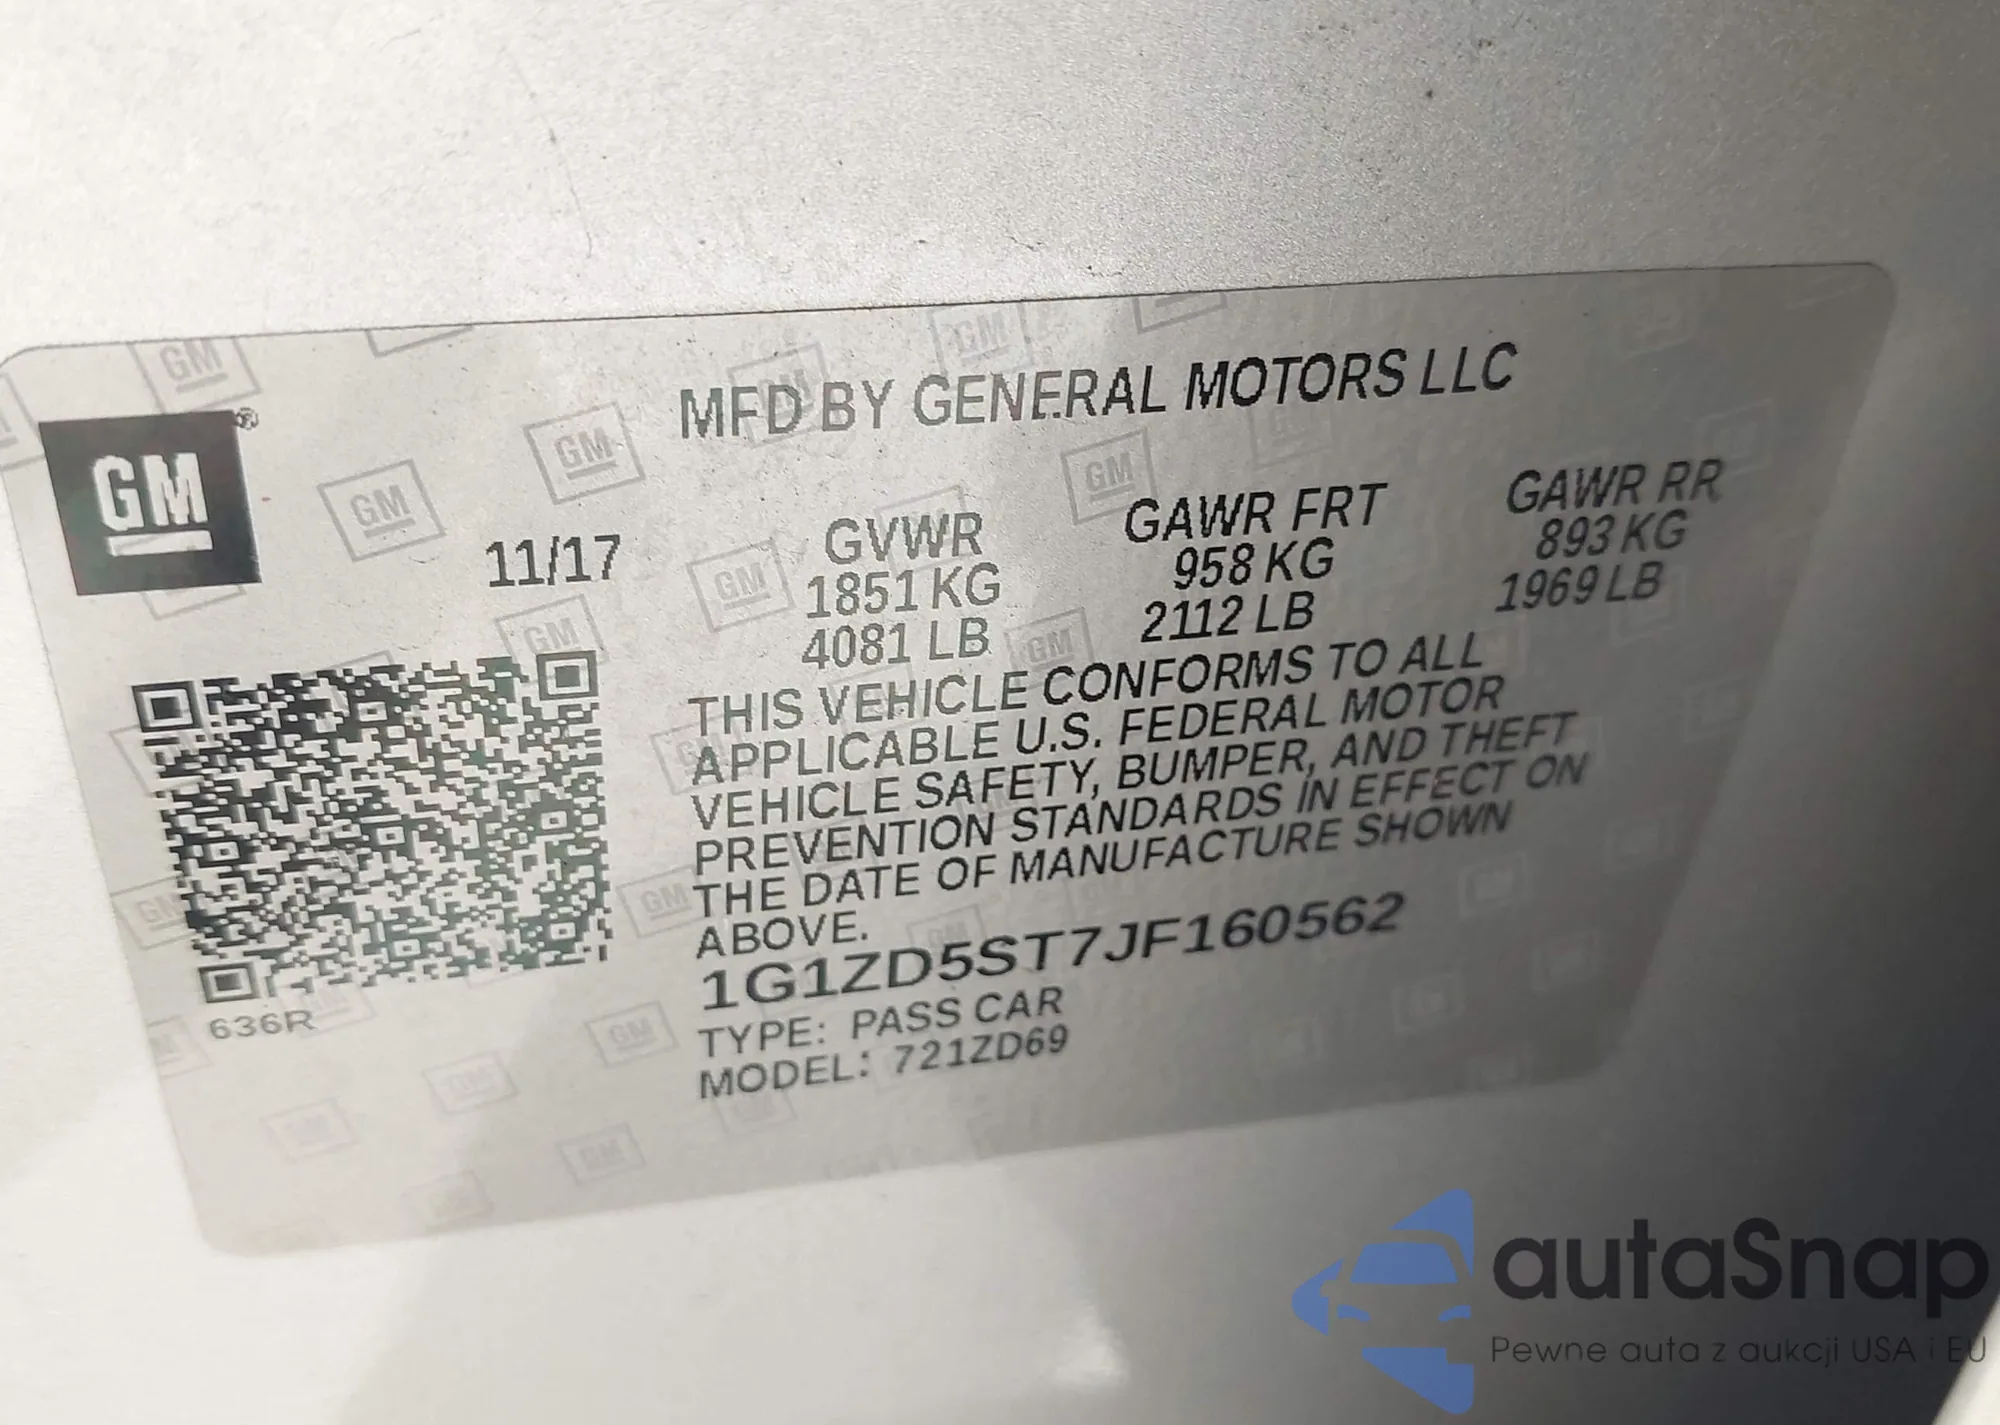 MFD BY GENERAL MOTORS LLC
GM®
11/17
GVWR
1851 KG
4081 LB
GAWR FRT
958 KG
2112 LB
GAWR RR
893 KG
1969 LB
THIS VEHICLE CONFORMS TO ALL
APPLICABLE U.S. FEDERAL MOTOR
VEHICLE SAFETY, BUMPER, AND THEFT
PREVENTION STANDARDS IN EFFECT ON
THE DATE OF MANUFACTURE SHOWN
ABOVE.
1G1ZD5ST7JF160562
TYPE: PASS CAR
MODEL: 721ZD69
636R
autaSnap
Pewne auta z aukcji USA i EU